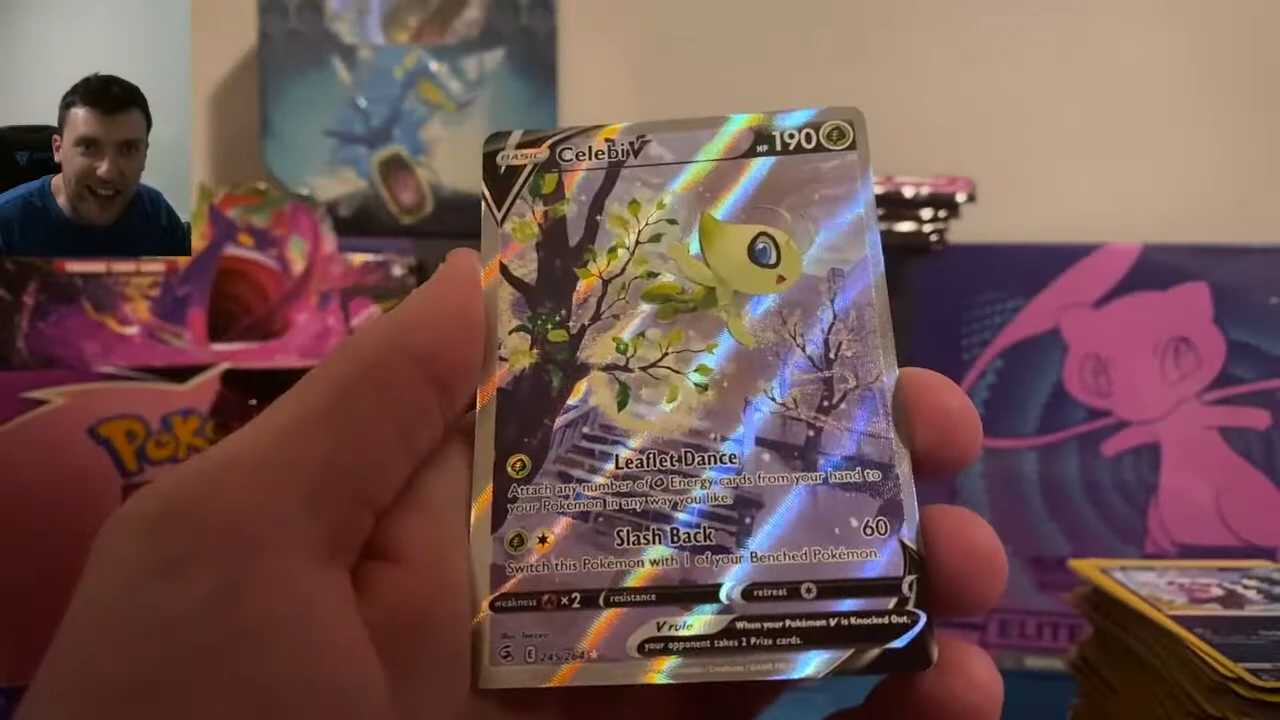 BASIC Celebi V HP 190
Poké
Leaflet Dance
Attach any number of Energy cards from your hand to
your Pokémon in any way you like.
Slash Back 60
Switch this Pokémon with 1 of your Benched Pokémon.
weakness ×2 resistance retreat
V rule When your Pokémon V is Knocked Out,
your opponent takes 2 Prize cards.
E 245/264
ELITE